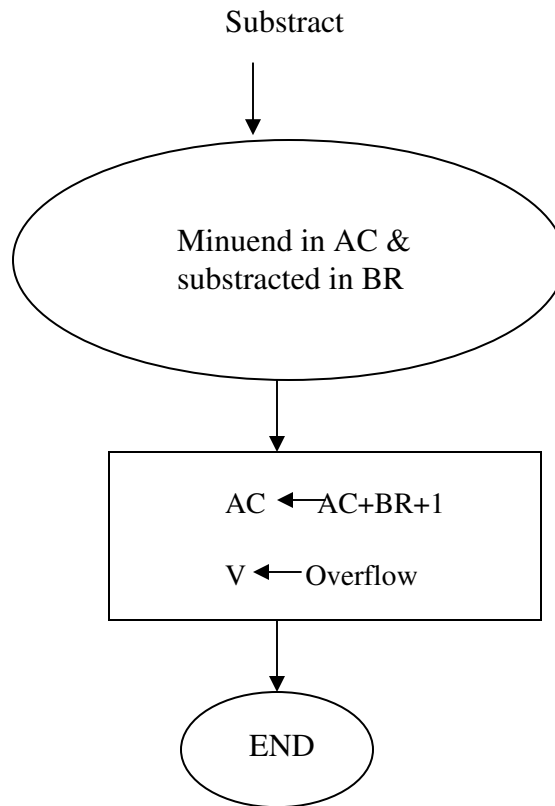 Substract
Minuend in AC &
substracted in BR
AC ← AC+BR+1
V ← Overflow
END